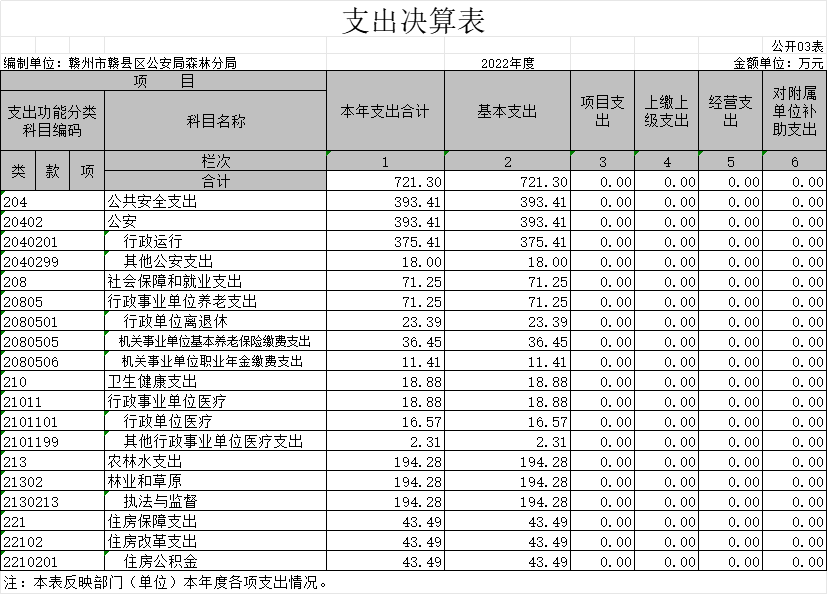 支出决算表
公开03表
编制单位：赣州市赣县区公安局森林分局 2022年度 金额单位：万元
项 目 本年支出合计 基本支出 项目支出 上缴上级支出 经营支出 对附属单位补助支出
支出功能分类科目编码 科目名称
类 款 项 栏次 1 2 3 4 5 6
合计 721.30 721.30 0.00 0.00 0.00 0.00
204 公共安全支出 393.41 393.41 0.00 0.00 0.00 0.00
20402 公安 393.41 393.41 0.00 0.00 0.00 0.00
2040201 行政运行 375.41 375.41 0.00 0.00 0.00 0.00
2040299 其他公安支出 18.00 18.00 0.00 0.00 0.00 0.00
208 社会保障和就业支出 71.25 71.25 0.00 0.00 0.00 0.00
20805 行政事业单位养老支出 71.25 71.25 0.00 0.00 0.00 0.00
2080501 行政单位离退休 23.39 23.39 0.00 0.00 0.00 0.00
2080505 机关事业单位基本养老保险缴费支出 36.45 36.45 0.00 0.00 0.00 0.00
2080506 机关事业单位职业年金缴费支出 11.41 11.41 0.00 0.00 0.00 0.00
210 卫生健康支出 18.88 18.88 0.00 0.00 0.00 0.00
21011 行政事业单位医疗 18.88 18.88 0.00 0.00 0.00 0.00
2101101 行政单位医疗 16.57 16.57 0.00 0.00 0.00 0.00
2101199 其他行政事业单位医疗支出 2.31 2.31 0.00 0.00 0.00 0.00
213 农林水支出 194.28 194.28 0.00 0.00 0.00 0.00
21302 林业和草原 194.28 194.28 0.00 0.00 0.00 0.00
2130213 执法与监督 194.28 194.28 0.00 0.00 0.00 0.00
221 住房保障支出 43.49 43.49 0.00 0.00 0.00 0.00
22102 住房改革支出 43.49 43.49 0.00 0.00 0.00 0.00
2210201 住房公积金 43.49 43.49 0.00 0.00 0.00 0.00
注：本表反映部门（单位）本年度各项支出情况。